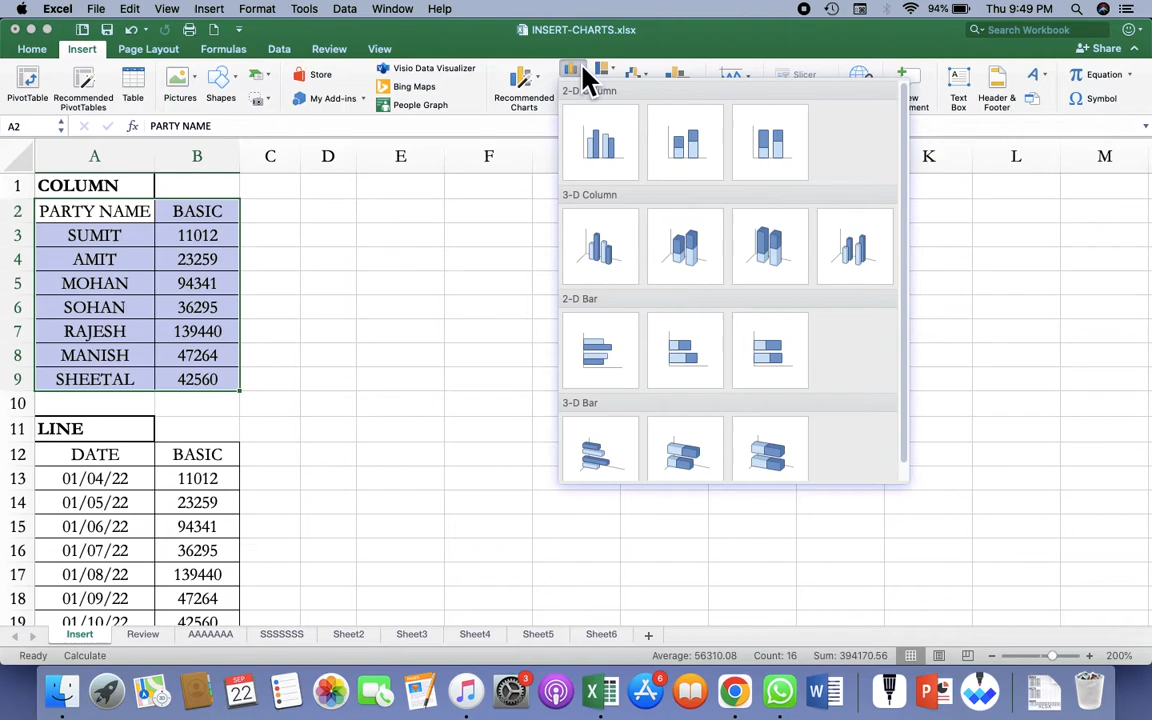 Excel File Edit View Insert Format Tools Data Window Help
94% Thu 9:49 PM
INSERT-CHARTS.xlsx
Search Workbook
Home Insert Page Layout Formulas Data Review View
Share
PivotTable Recommended PivotTables Table Pictures Shapes
Store
My Add-ins
Visio Data Visualizer
Bing Maps
People Graph
Recommended Charts
Slicer
Text Box Header & Footer
Equation
Symbol
A2 fx PARTY NAME
A B C D E F K L M
1 COLUMN
2 PARTY NAME BASIC
3 SUMIT 11012
4 AMIT 23259
5 MOHAN 94341
6 SOHAN 36295
7 RAJESH 139440
8 MANISH 47264
9 SHEETAL 42560
10
11 LINE
12 DATE BASIC
13 01/04/22 11012
14 01/05/22 23259
15 01/06/22 94341
16 01/07/22 36295
17 01/08/22 139440
18 01/09/22 47264
19 01/10/22 42560
3-D Column
2-D Bar
3-D Bar
Insert Review AAAAAAA SSSSSSS Sheet2 Sheet3 Sheet4 Sheet5 Sheet6
Ready Calculate Average: 56310.08 Count: 16 Sum: 394170.56 200%
SEP
22
3
6